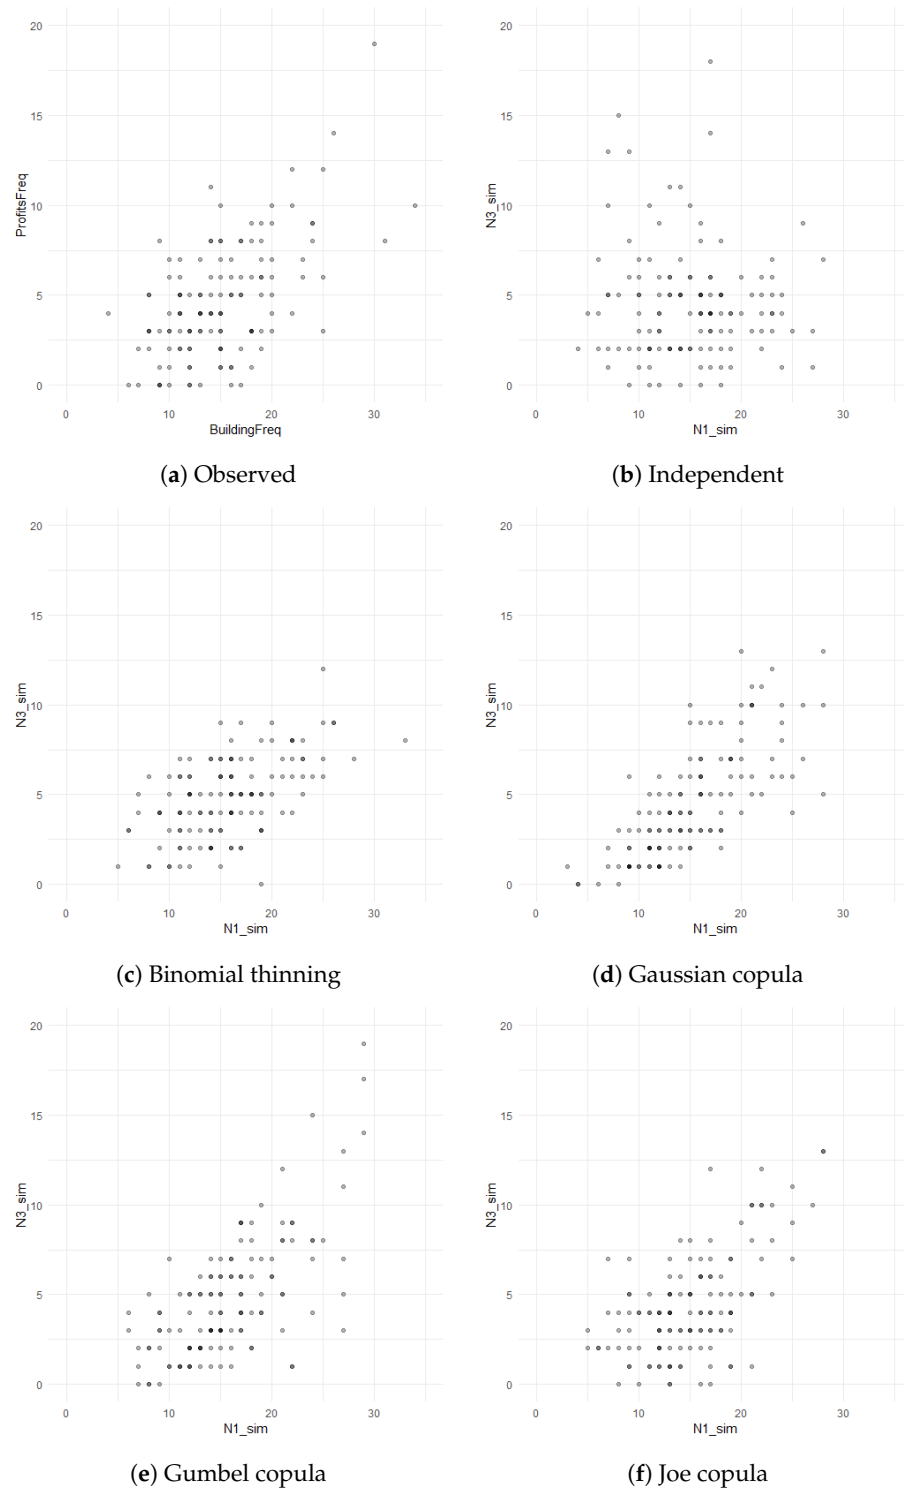 20
15
10
5
0
ProfitsFreq
0 10 20 30
BuildingFreq
(a) Observed
20
15
10
5
0
N3_sim
0 10 20 30
N1_sim
(b) Independent
20
15
10
5
0
N3_sim
0 10 20 30
N1_sim
(c) Binomial thinning
20
15
10
5
0
N3_sim
0 10 20 30
N1_sim
(d) Gaussian copula
20
15
10
5
0
N3_sim
0 10 20 30
N1_sim
(e) Gumbel copula
20
15
10
5
0
N3_sim
0 10 20 30
N1_sim
(f) Joe copula